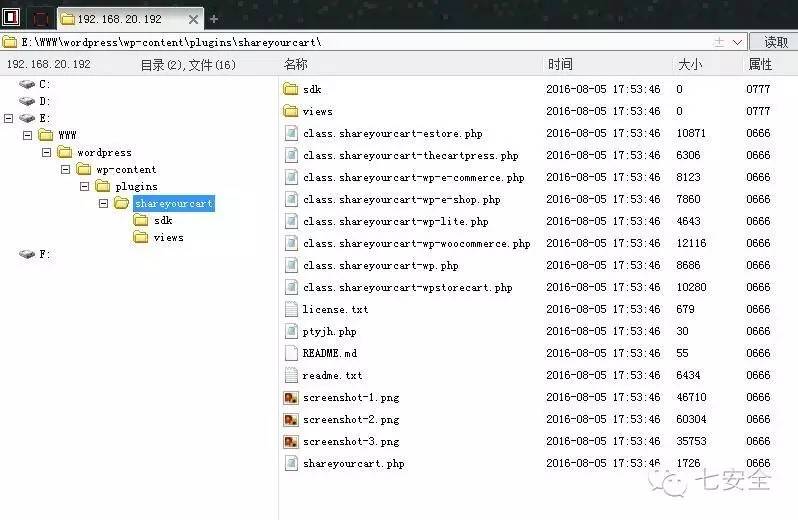 192.168.20.192
E:\WWW\wordpress\wp-content\plugins\shareyourcart\ 读取
192.168.20.192 目录(2),文件(16) 名称 时间 大小 属性
C:
D:
E:
WWW
wordpress
wp-content
plugins
shareyourcart
sdk
views
F:
sdk 2016-08-05 17:53:46 0 0777
views 2016-08-05 17:53:46 0 0777
class.shareyourcart-estore.php 2016-08-05 17:53:46 10871 0666
class.shareyourcart-thecartpress.php 2016-08-05 17:53:46 6306 0666
class.shareyourcart-wp-e-commerce.php 2016-08-05 17:53:46 8123 0666
class.shareyourcart-wp-e-shop.php 2016-08-05 17:53:46 7860 0666
class.shareyourcart-wp-lite.php 2016-08-05 17:53:46 4643 0666
class.shareyourcart-wp-woocommerce.php 2016-08-05 17:53:46 12116 0666
class.shareyourcart-wp.php 2016-08-05 17:53:46 8686 0666
class.shareyourcart-wpstorecart.php 2016-08-05 17:53:46 10280 0666
license.txt 2016-08-05 17:53:46 679 0666
ptyjh.php 2016-08-05 17:53:46 30 0666
README.md 2016-08-05 17:53:46 55 0666
readme.txt 2016-08-05 17:53:46 6434 0666
screenshot-1.png 2016-08-05 17:53:46 46710 0666
screenshot-2.png 2016-08-05 17:53:46 60304 0666
screenshot-3.png 2016-08-05 17:53:46 35753 0666
shareyourcart.php 2016-08-05 17:53:46 1726 0666
七安全